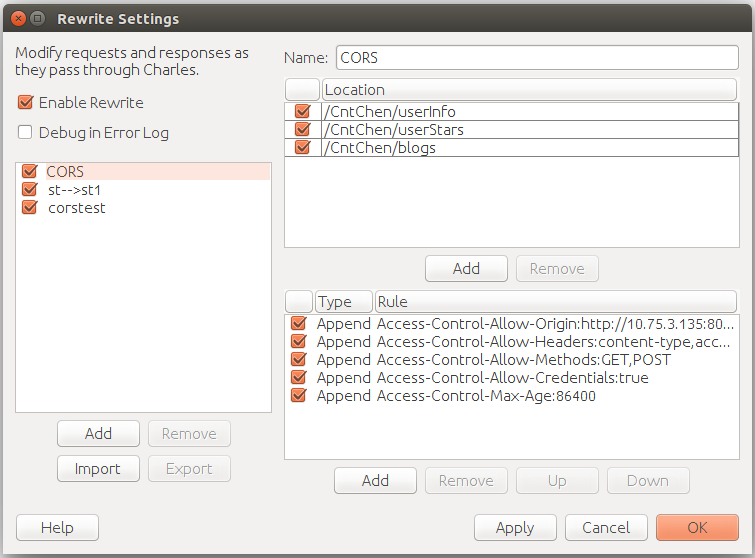 Rewrite Settings
Modify requests and responses as
they pass through Charles.
Enable Rewrite
Debug in Error Log
CORS
st-->st1
corstest
Add Remove
Import Export
Name: CORS
Location
/CntChen/userInfo
/CntChen/userStars
/CntChen/blogs
Add Remove
Type Rule
Append Access-Control-Allow-Origin:http://10.75.3.135:80...
Append Access-Control-Allow-Headers:content-type,acc...
Append Access-Control-Allow-Methods:GET,POST
Append Access-Control-Allow-Credentials:true
Append Access-Control-Max-Age:86400
Add Remove Up Down
Help Apply Cancel OK